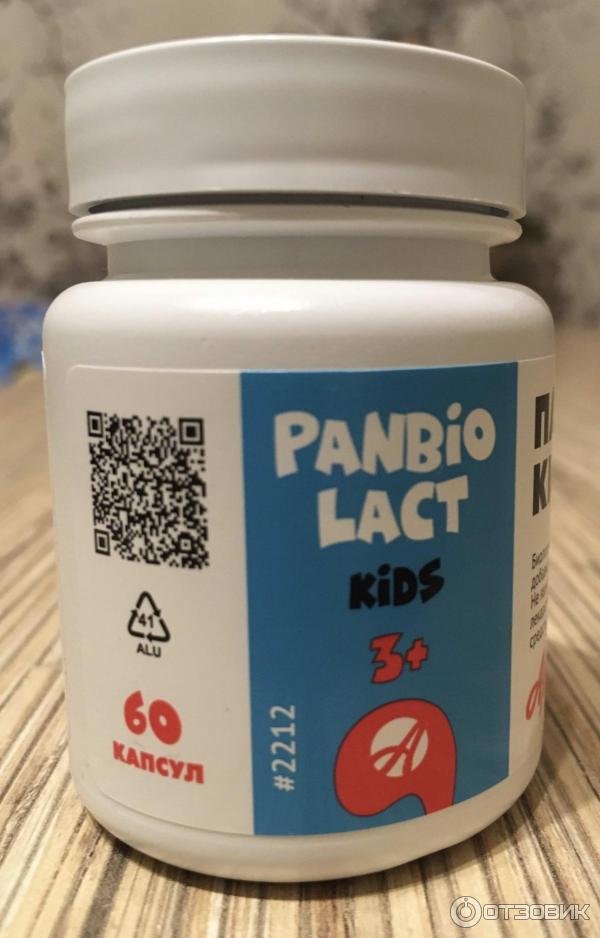 PANBiO
LACT
KiDS
3+
#2212
41
ALU
60
КАПСУЛ
ОТЗОВИК